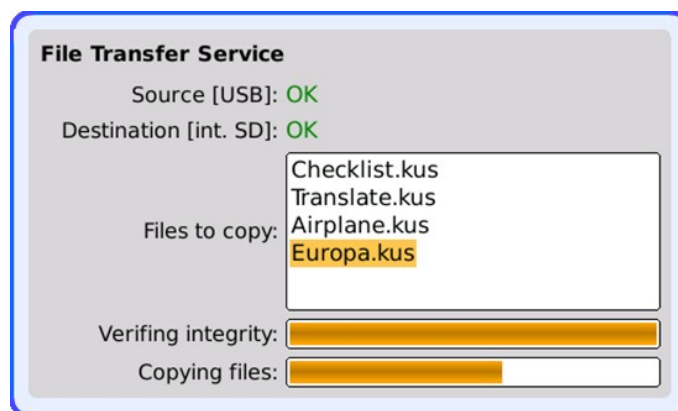 File Transfer Service
Source [USB]: OK
Destination [int. SD]: OK
Files to copy:
Checklist.kus
Translate.kus
Airplane.kus
Europa.kus
Verifing integrity:
Copying files: